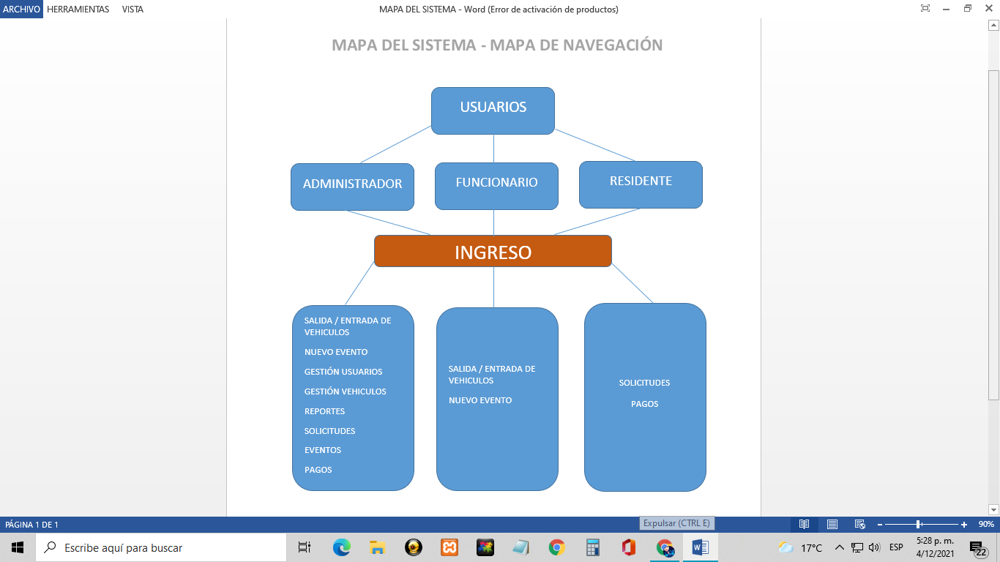 ARCHIVO HERRAMIENTAS VISTA
MAPA DEL SISTEMA - Word (Error de activación de productos)
MAPA DEL SISTEMA - MAPA DE NAVEGACIÓN
USUARIOS
ADMINISTRADOR
FUNCIONARIO
RESIDENTE
INGRESO
SALIDA / ENTRADA DE
VEHICULOS
NUEVO EVENTO
GESTIÓN USUARIOS
GESTIÓN VEHICULOS
REPORTES
SOLICITUDES
EVENTOS
PAGOS
SALIDA / ENTRADA DE
VEHICULOS
NUEVO EVENTO
SOLICITUDES
PAGOS
Expulsar (CTRL E)
PÁGINA 1 DE 1
90%
Escribe aquí para buscar
17°C
ESP
5:28 p. m.
4/12/2021
22